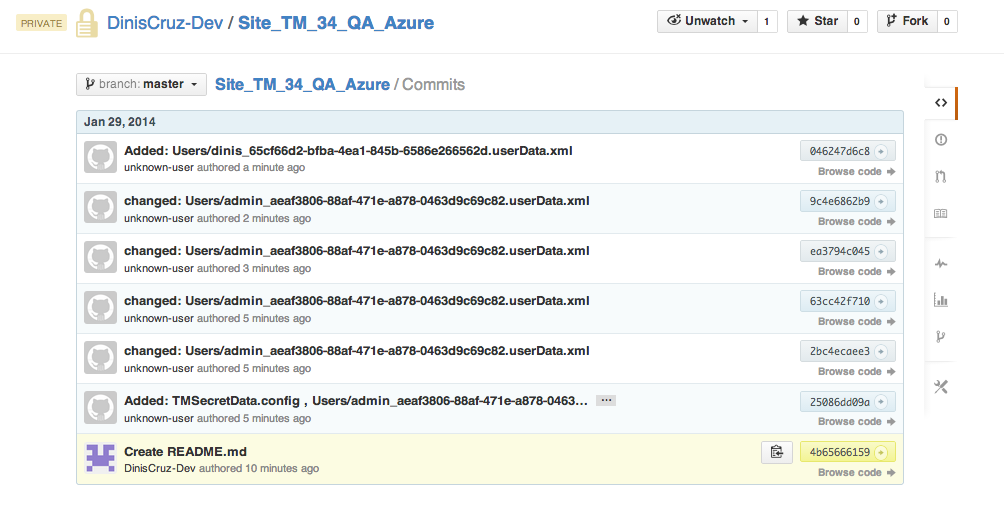 PRIVATE DinisCruz-Dev / Site_TM_34_QA_Azure Unwatch 1 Star 0 Fork 0
branch: master Site_TM_34_QA_Azure / Commits
Jan 29, 2014
Added: Users/dinis_65cf66d2-bfba-4ea1-845b-6586e266562d.userData.xml 046247d6c8
unknown-user authored a minute ago Browse code
changed: Users/admin_aeaf3806-88af-471e-a878-0463d9c69c82.userData.xml 9c4e6862b9
unknown-user authored 2 minutes ago Browse code
changed: Users/admin_aeaf3806-88af-471e-a878-0463d9c69c82.userData.xml ea3794c045
unknown-user authored 3 minutes ago Browse code
changed: Users/admin_aeaf3806-88af-471e-a878-0463d9c69c82.userData.xml 63cc42f710
unknown-user authored 5 minutes ago Browse code
changed: Users/admin_aeaf3806-88af-471e-a878-0463d9c69c82.userData.xml 2bc4ecaee3
unknown-user authored 5 minutes ago Browse code
Added: TMSecretData.config , Users/admin_aeaf3806-88af-471e-a878-0463… ... 25086dd09a
unknown-user authored 5 minutes ago Browse code
Create README.md 4b65666159
DinisCruz-Dev authored 10 minutes ago Browse code